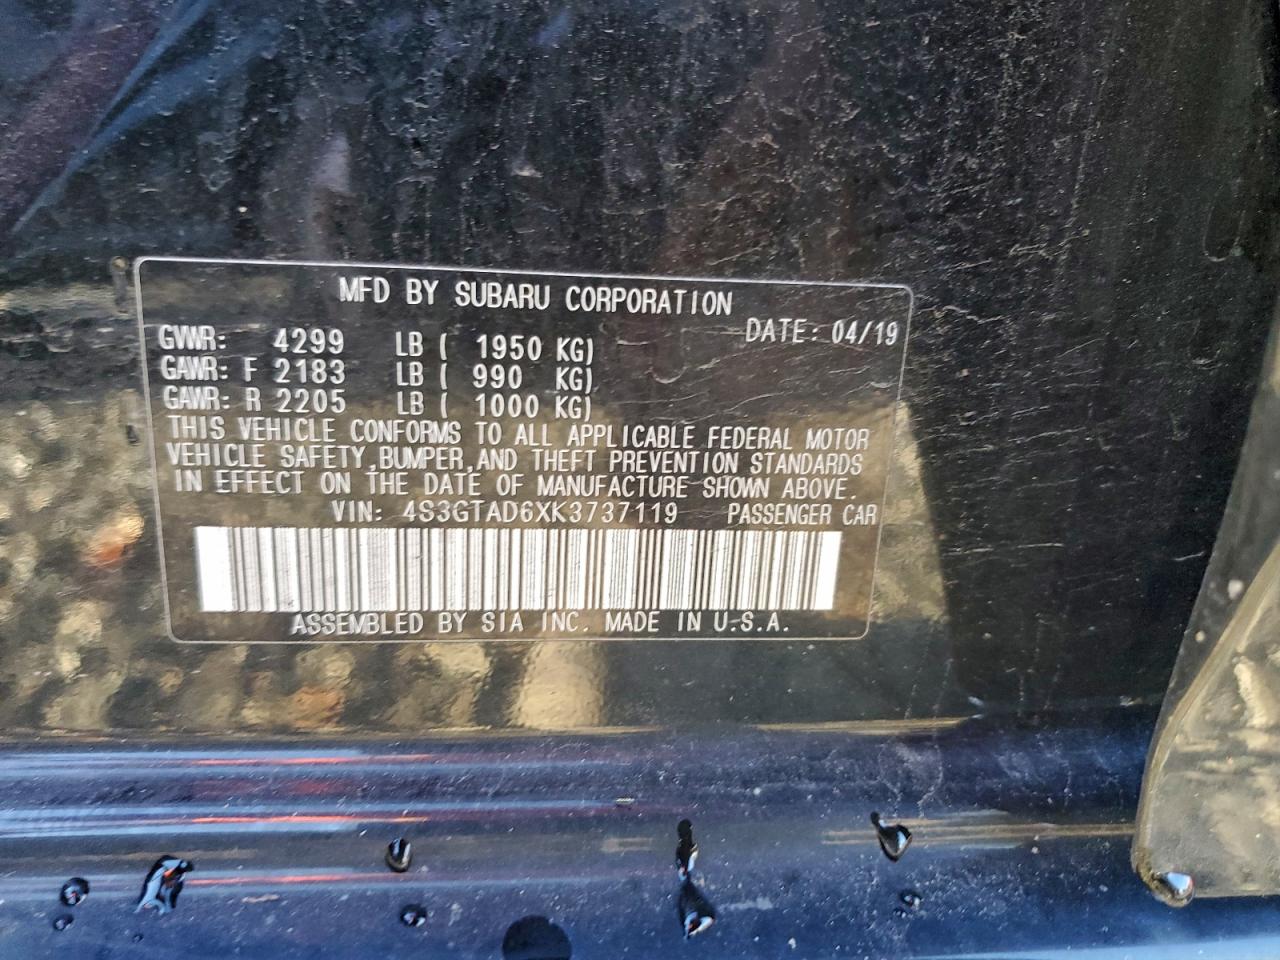 MFD BY SUBARU CORPORATION
DATE: 04/19
GVWR: 4299 LB ( 1950 KG)
GAWR: F 2183 LB ( 990 KG)
GAWR: R 2205 LB ( 1000 KG)
THIS VEHICLE CONFORMS TO ALL APPLICABLE FEDERAL MOTOR
VEHICLE SAFETY,BUMPER,AND THEFT PREVENTION STANDARDS
IN EFFECT ON THE DATE OF MANUFACTURE SHOWN ABOVE.
VIN: 4S3GTAD6XK3737119 PASSENGER CAR
ASSEMBLED BY SIA INC. MADE IN U.S.A.